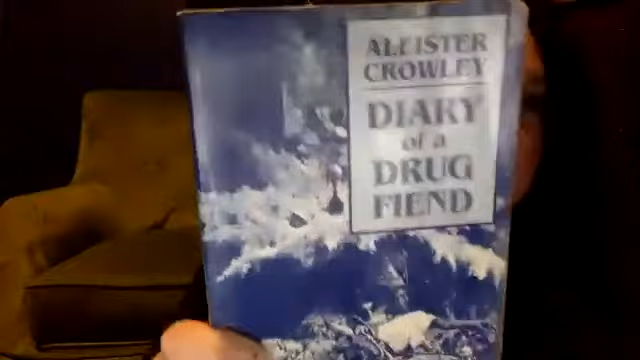 ALEISTER
CROWLEY
DIARY
of a
DRUG
FIEND